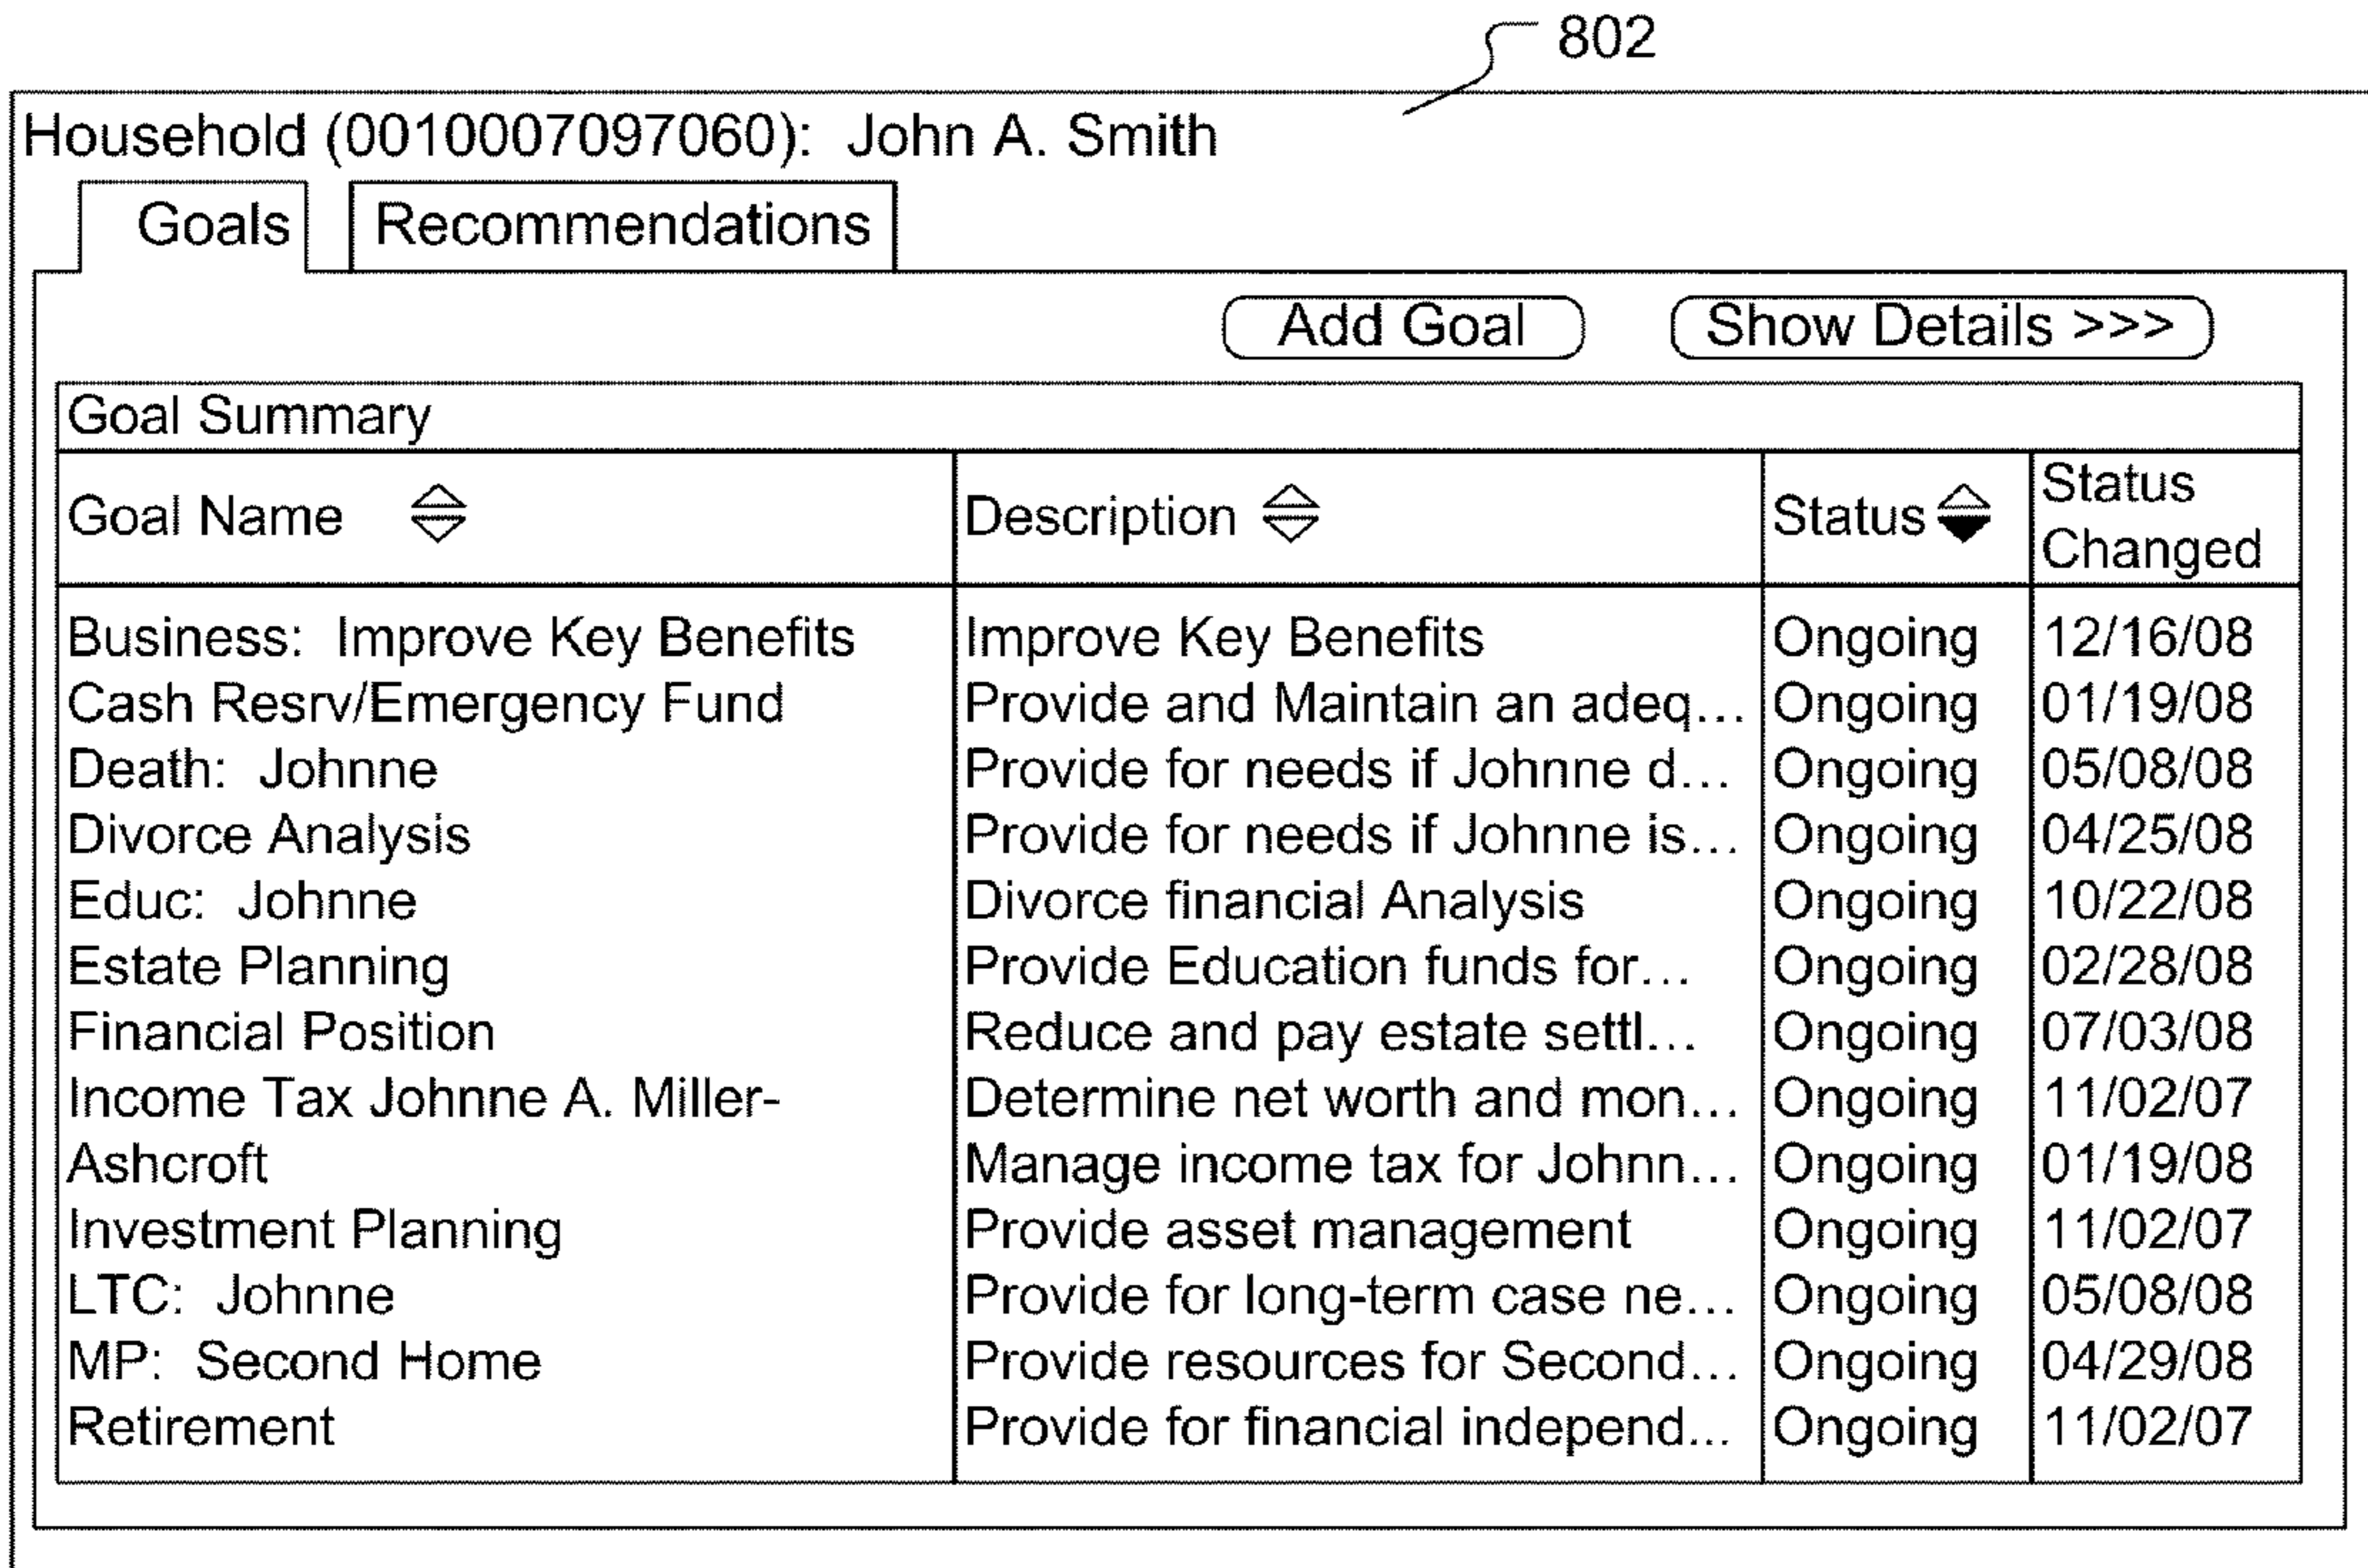 802
Household (0010007097060):  John A. Smith
Goals Recommendations
Add Goal Show Details >>>
Goal Summary
Goal Name Description Status Status Changed
Business:  Improve Key Benefits Improve Key Benefits Ongoing 12/16/08
Cash Resrv/Emergency Fund Provide and Maintain an adeq... Ongoing 01/19/08
Death:  Johnne Provide for needs if Johnne d... Ongoing 05/08/08
Divorce Analysis Provide for needs if Johnne is... Ongoing 04/25/08
Educ:  Johnne Divorce financial Analysis Ongoing 10/22/08
Estate Planning Provide Education funds for... Ongoing 02/28/08
Financial Position Reduce and pay estate settl... Ongoing 07/03/08
Income Tax Johnne A. Miller- Determine net worth and mon... Ongoing 11/02/07
Ashcroft Manage income tax for Johnn... Ongoing 01/19/08
Investment Planning Provide asset management Ongoing 11/02/07
LTC:  Johnne Provide for long-term case ne... Ongoing 05/08/08
MP:  Second Home Provide resources for Second... Ongoing 04/29/08
Retirement Provide for financial independ... Ongoing 11/02/07